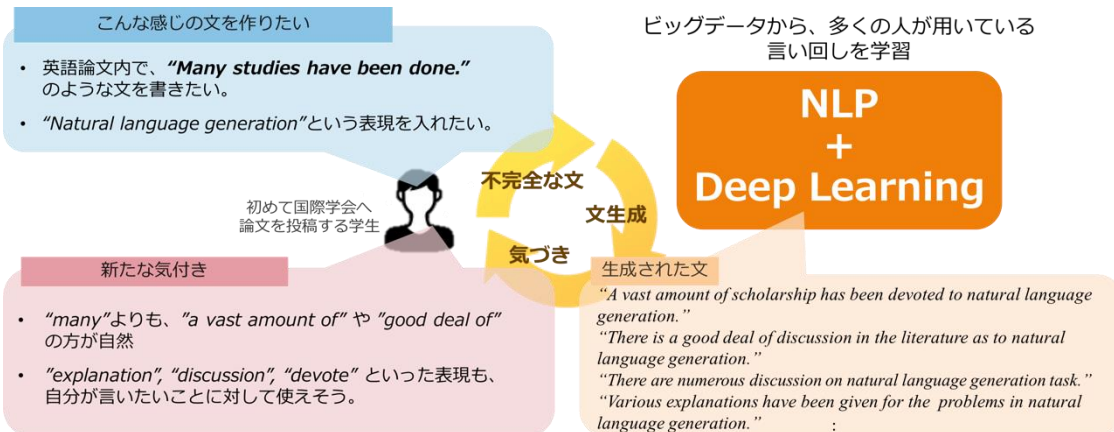 こんな感じの文を作りたい
• 英語論文内で、“Many studies have been done.”
のような文を書きたい。
• “Natural language generation”という表現を入れたい。
ビッグデータから、多くの人が用いている
言い回しを学習
NLP
+
Deep Learning
不完全な文
文生成
気づき
初めて国際学会へ
論文を投稿する学生
新たな気付き
• “many”よりも、”a vast amount of” や ”good deal of”
の方が自然
• ”explanation”, “discussion”, “devote” といった表現も、
自分が言いたいことに対して使えそう。
生成された文
“A vast amount of scholarship has been devoted to natural language
generation.”
“There is a good deal of discussion in the literature as to natural
language generation.”
“There are numerous discussion on natural language generation task.”
“Various explanations have been given for the problems in natural
language generation.” :